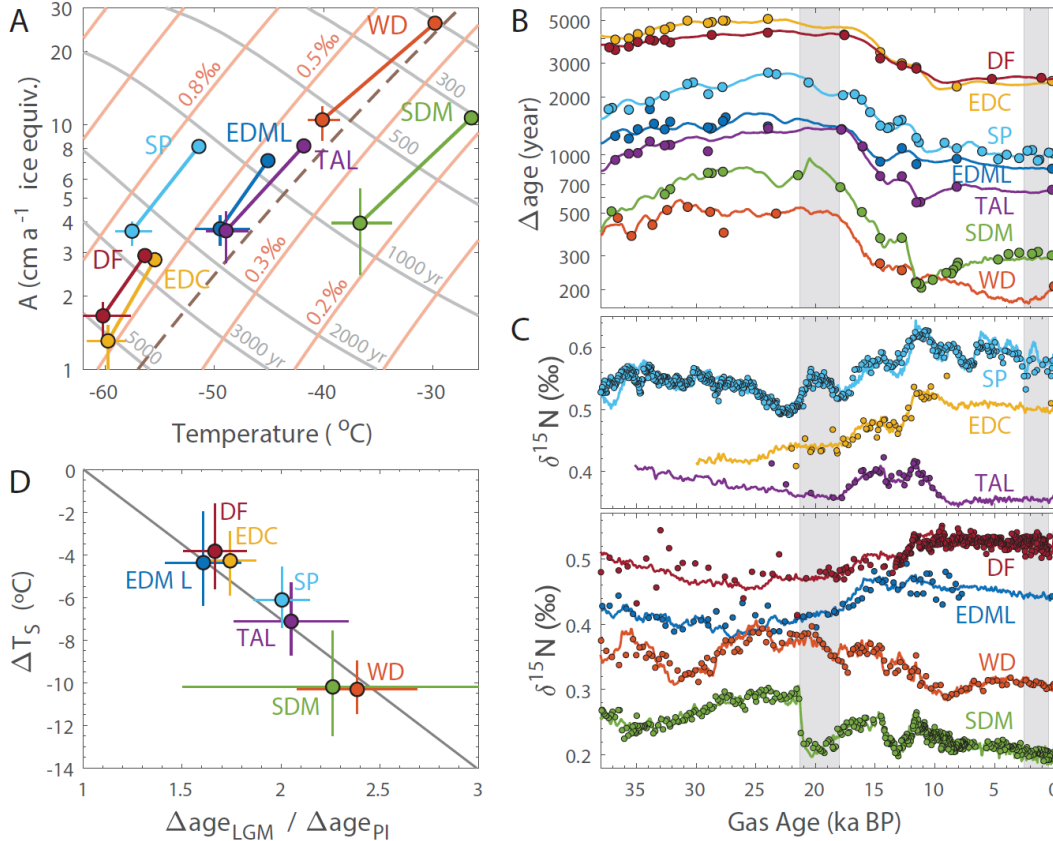 A
A (cm a⁻¹ ice equiv.)
30
20
10
8
6
5
4
3
2
1
WD
SDM
SP
EDML
TAL
DF
EDC
0.8‰
0.5‰
0.3‰
0.2‰
300
500
1000 yr
2000 yr
3000 yr
5000
-60
-50
-40
-30
Temperature ( °C)
B
Δage (year)
5000
3000
2000
1000
700
500
300
200
DF
EDC
SP
EDML
TAL
SDM
WD
C
δ¹⁵N (‰)
0.6
0.5
0.4
SP
EDC
TAL
δ¹⁵N (‰)
0.5
0.4
0.3
0.2
DF
EDML
WD
SDM
35
30
25
20
15
10
5
0
Gas Age (ka BP)
D
ΔT_S (°C)
0
-2
-4
-6
-8
-10
-12
-14
DF
EDC
EDM L
SP
TAL
WD
SDM
1
1.5
2
2.5
3
Δage_LGM / Δage_PI